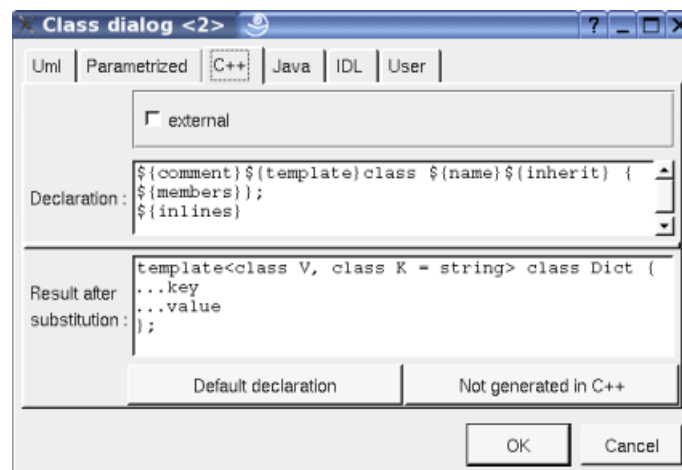 Class dialog <2>
? _
Uml Parametrized C++ Java IDL User
external
Declaration :
${comment}${template}class ${name}${inherit} {
${members}};
${inlines}
Result after
substitution :
template<class V, class K = string> class Dict {
...key
...value
};
Default declaration Not generated in C++
OK Cancel